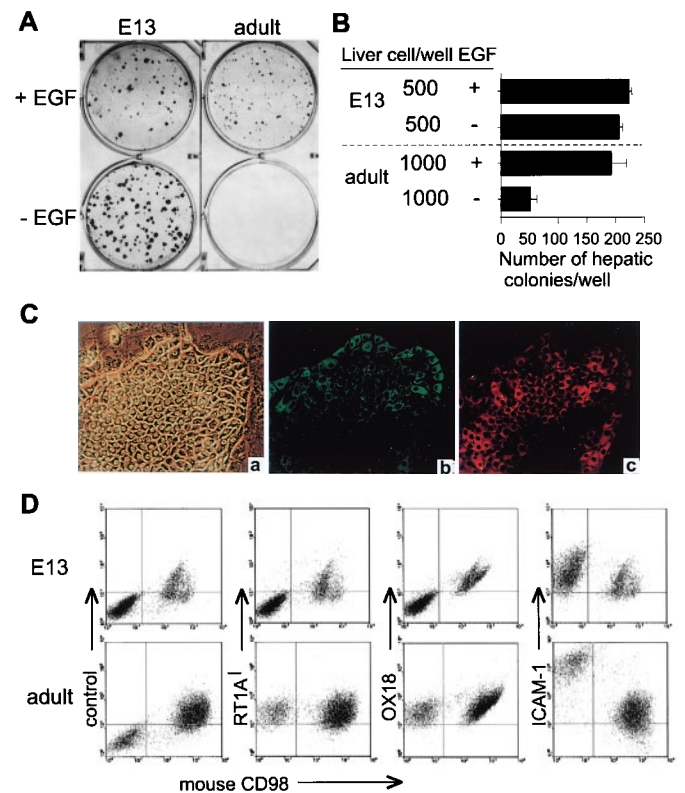 A
E13 adult
+ EGF
- EGF
B
Liver cell/well EGF
E13 500 +
500 -
adult 1000 +
1000 -
0 50 100 150 200 250
Number of hepatic
colonies/well
C
a b c
D
E13
adult
control
RT1A^l
OX18
ICAM-1
mouse CD98